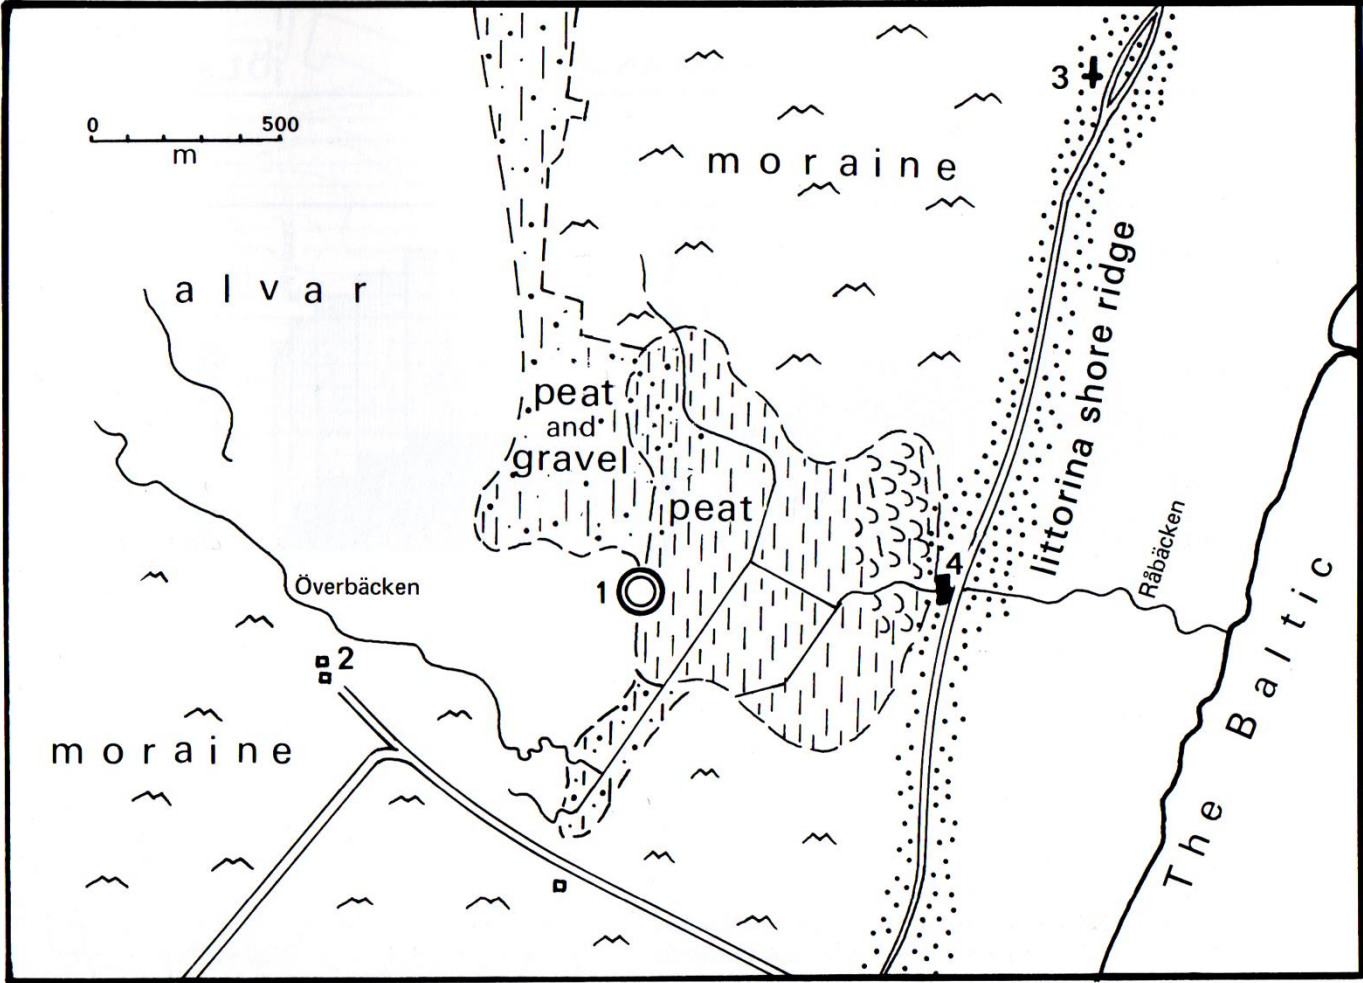 3
0 500
m
moraine
alvar
littorina shore ridge
peat
and
gravel
peat
4
1
Överbäcken
Råbäcken
2
moraine
The Baltic